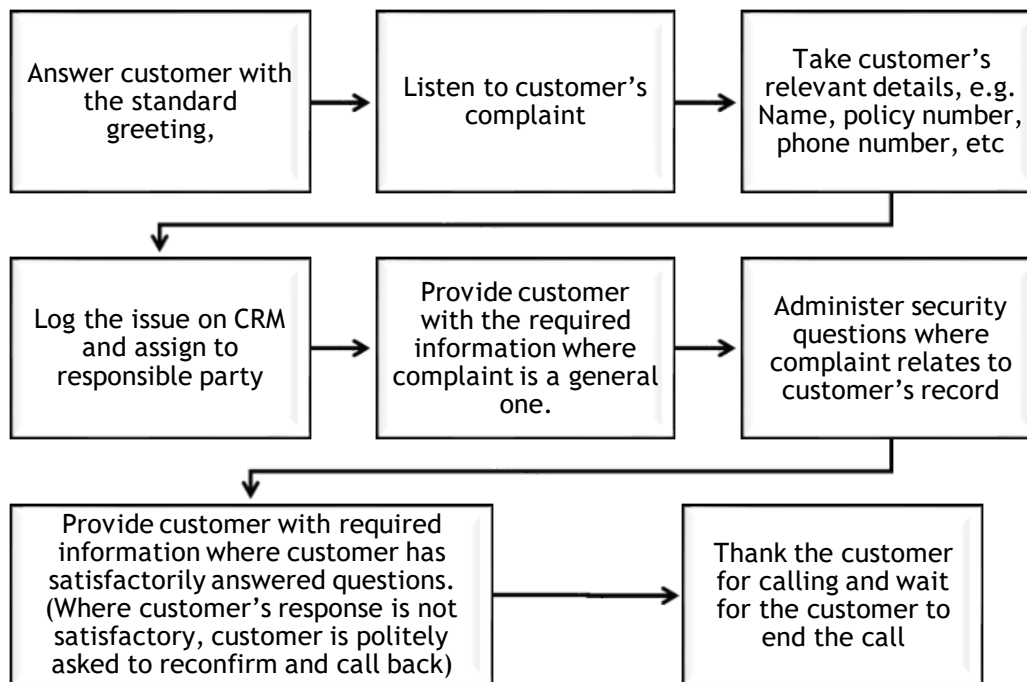 Answer customer with
the standard
greeting,
Listen to customer’s
complaint
Take customer’s
relevant details, e.g.
Name, policy number,
phone number, etc
Log the issue on CRM
and assign to
responsible party
Provide customer
with the required
information where
complaint is a general
one.
Administer security
questions where
complaint relates to
customer’s record
Provide customer with required
information where customer has
satisfactorily answered questions.
(Where customer’s response is not
satisfactory, customer is politely
asked to reconfirm and call back)
Thank the customer
for calling and wait
for the customer to
end the call